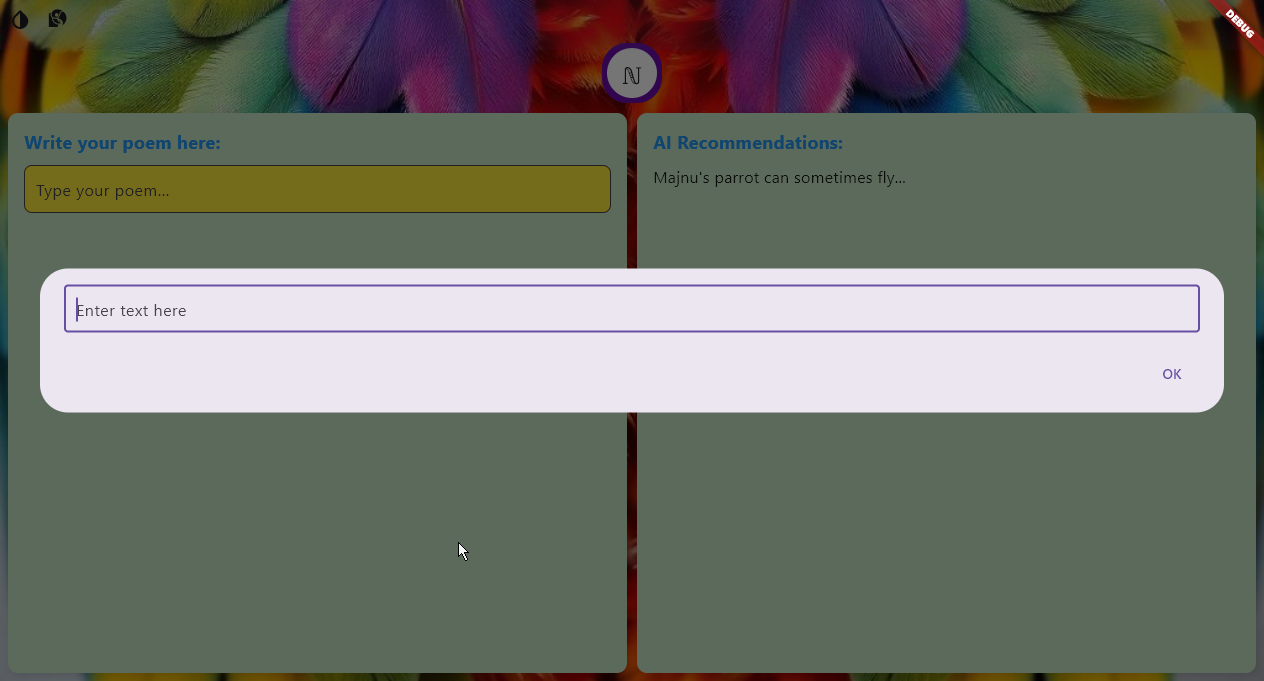 DEBUG
ℕ
Write your poem here:
Type your poem...
AI Recommendations:
Majnu's parrot can sometimes fly...
Enter text here
OK